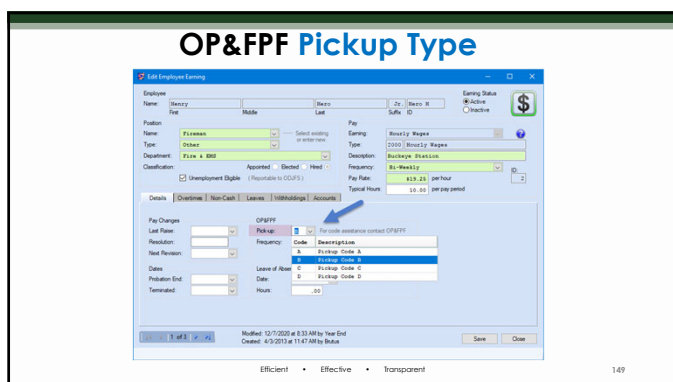 OP&FPF Pickup Type
Edit Employee Earning
Employee
Name: Henry Hero Jr. Hero H
First Middle Last Suffix ID
Earning Status
Active
Inactive
$
Position
Name: Fireman Select existing or enter new.
Type: Other
Department: Fire & EMS
Classification: Appointed Elected Hired
Unemployment Eligible (Reportable to ODJFS)
Pay
Earning: Hourly Wages
Type: 2000 Hourly Wages
Description: Buckeye Station
Frequency: Bi-Weekly
ID:
Pay Rate: $19.25 per hour 2
Typical Hours: 10.00 per pay period
Details Overtimes Non-Cash Leaves Withholdings Accounts
Pay Changes
Last Raise:
Resolution:
Next Revision:
Dates
Probation End:
Terminated:
OP&FPF
Pick-up: B For code assistance contact OP&FPF
Frequency: Code Description
A Pickup Code A
B Pickup Code B
C Pickup Code C
D Pickup Code D
Leave of Abser
Date:
Hours: .00
1 of 3
Modified: 12/7/2020 at 8:33 AM by Year End
Created: 4/3/2013 at 11:47 AM by Brutus
Save Close
Efficient • Effective • Transparent
149